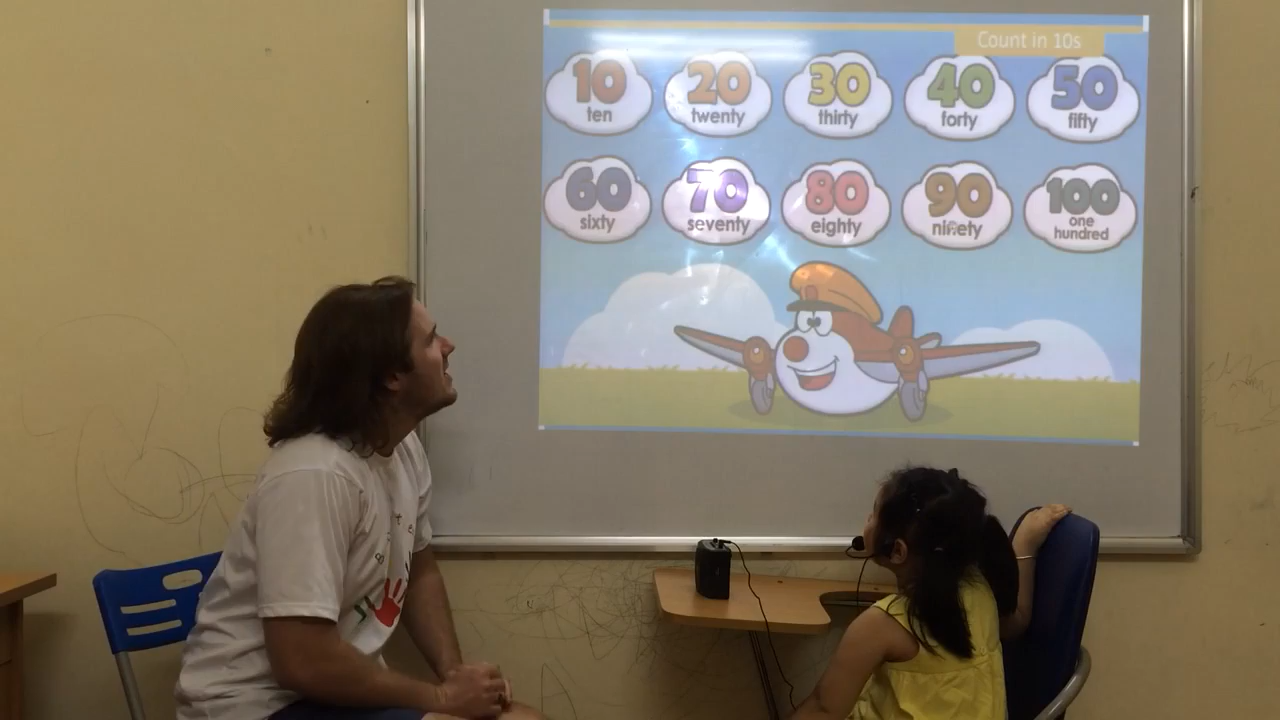 Count in 10s
10 20 30 40 50
ten twenty thirty forty fifty
60 70 80 90 100
sixty seventy eighty ninety one hundred